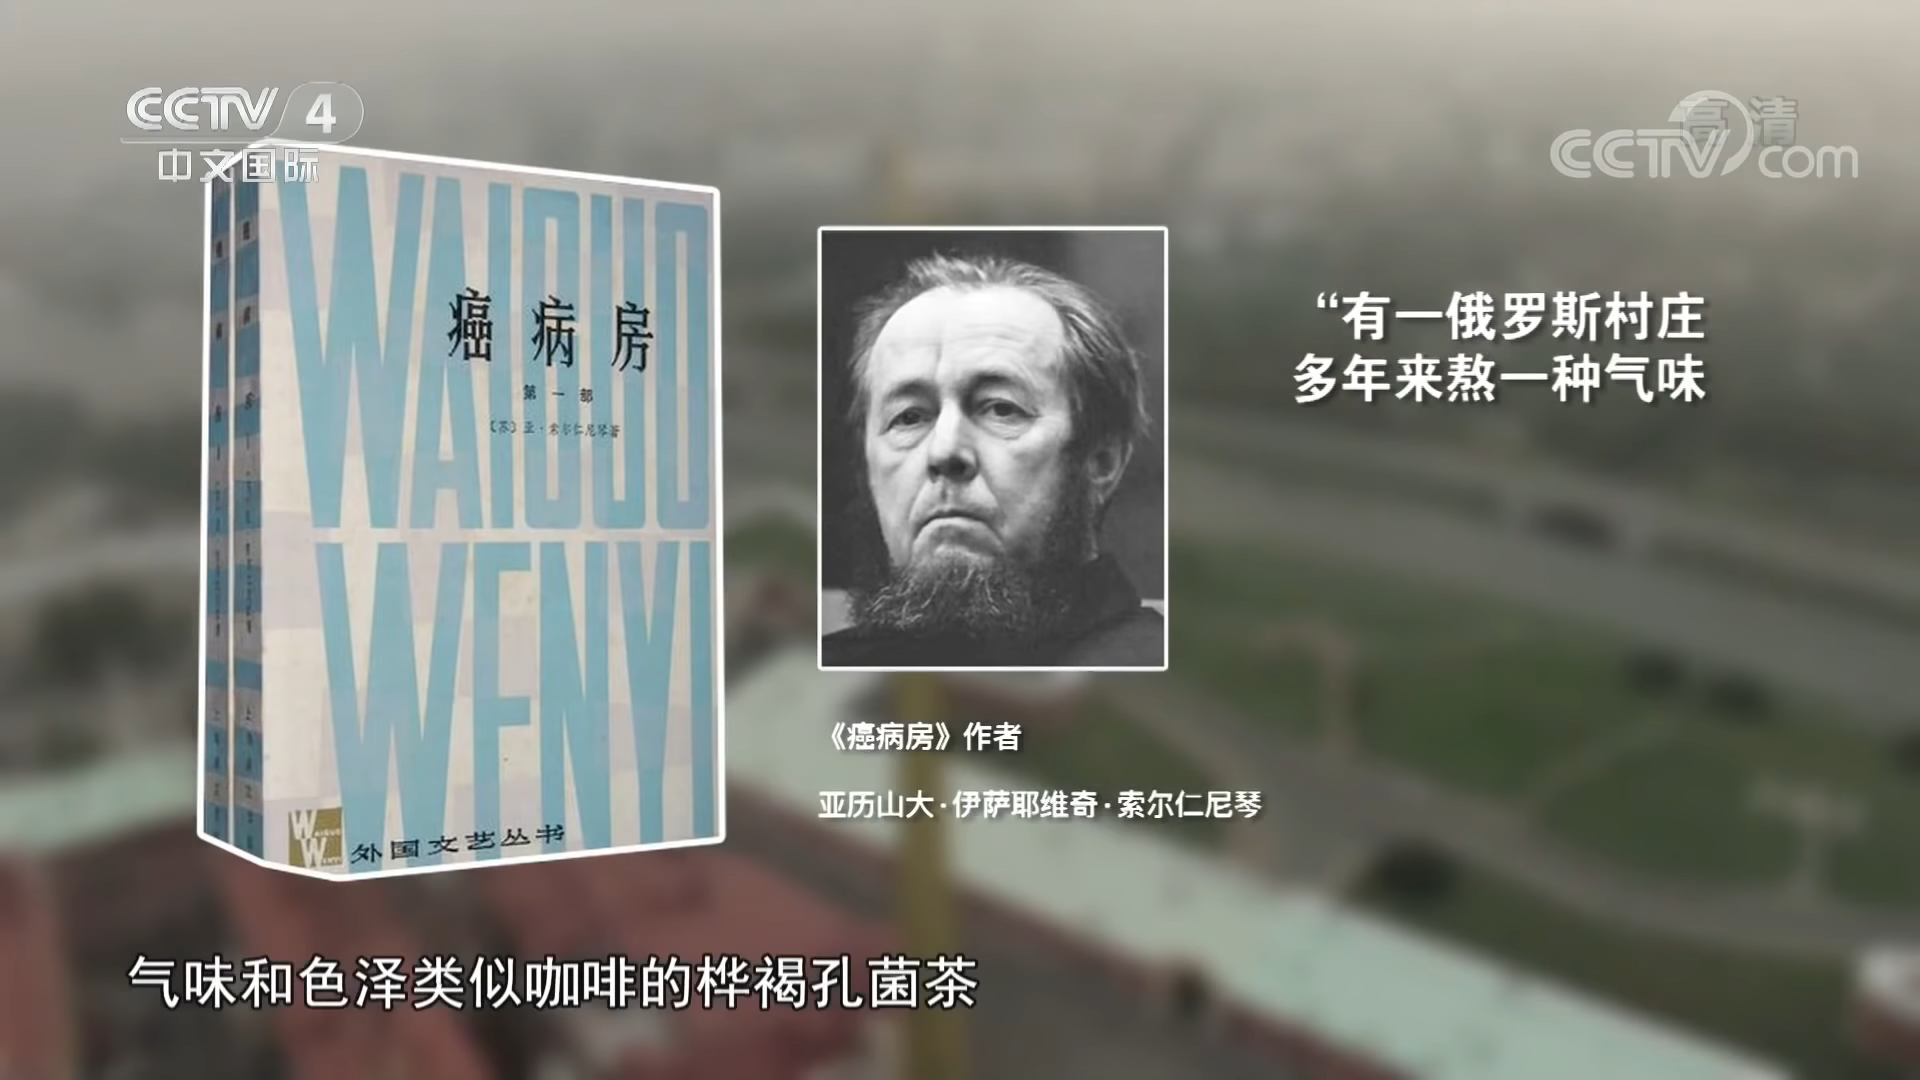 CCTV 4
中文国际
高清
CCTV com
WAIGUO
WENYI
癌病房
第一部
〔苏〕亚·索尔仁尼琴著
WAIGUO
WENYI
外国文艺丛书
“有一俄罗斯村庄
多年来熬一种气味
《癌病房》作者
亚历山大·伊萨耶维奇·索尔仁尼琴
气味和色泽类似咖啡的桦褐孔菌茶